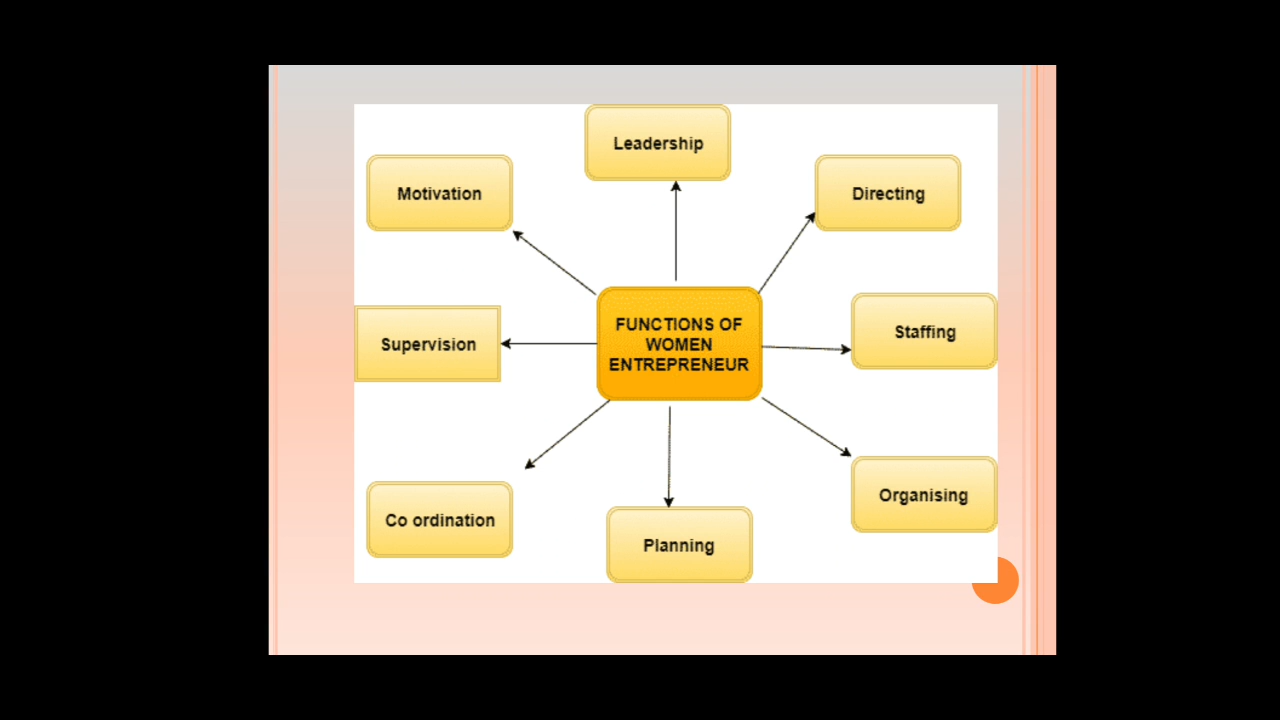 Leadership
Motivation
Directing
FUNCTIONS OF
WOMEN
ENTREPRENEUR
Supervision
Staffing
Co ordination
Organising
Planning